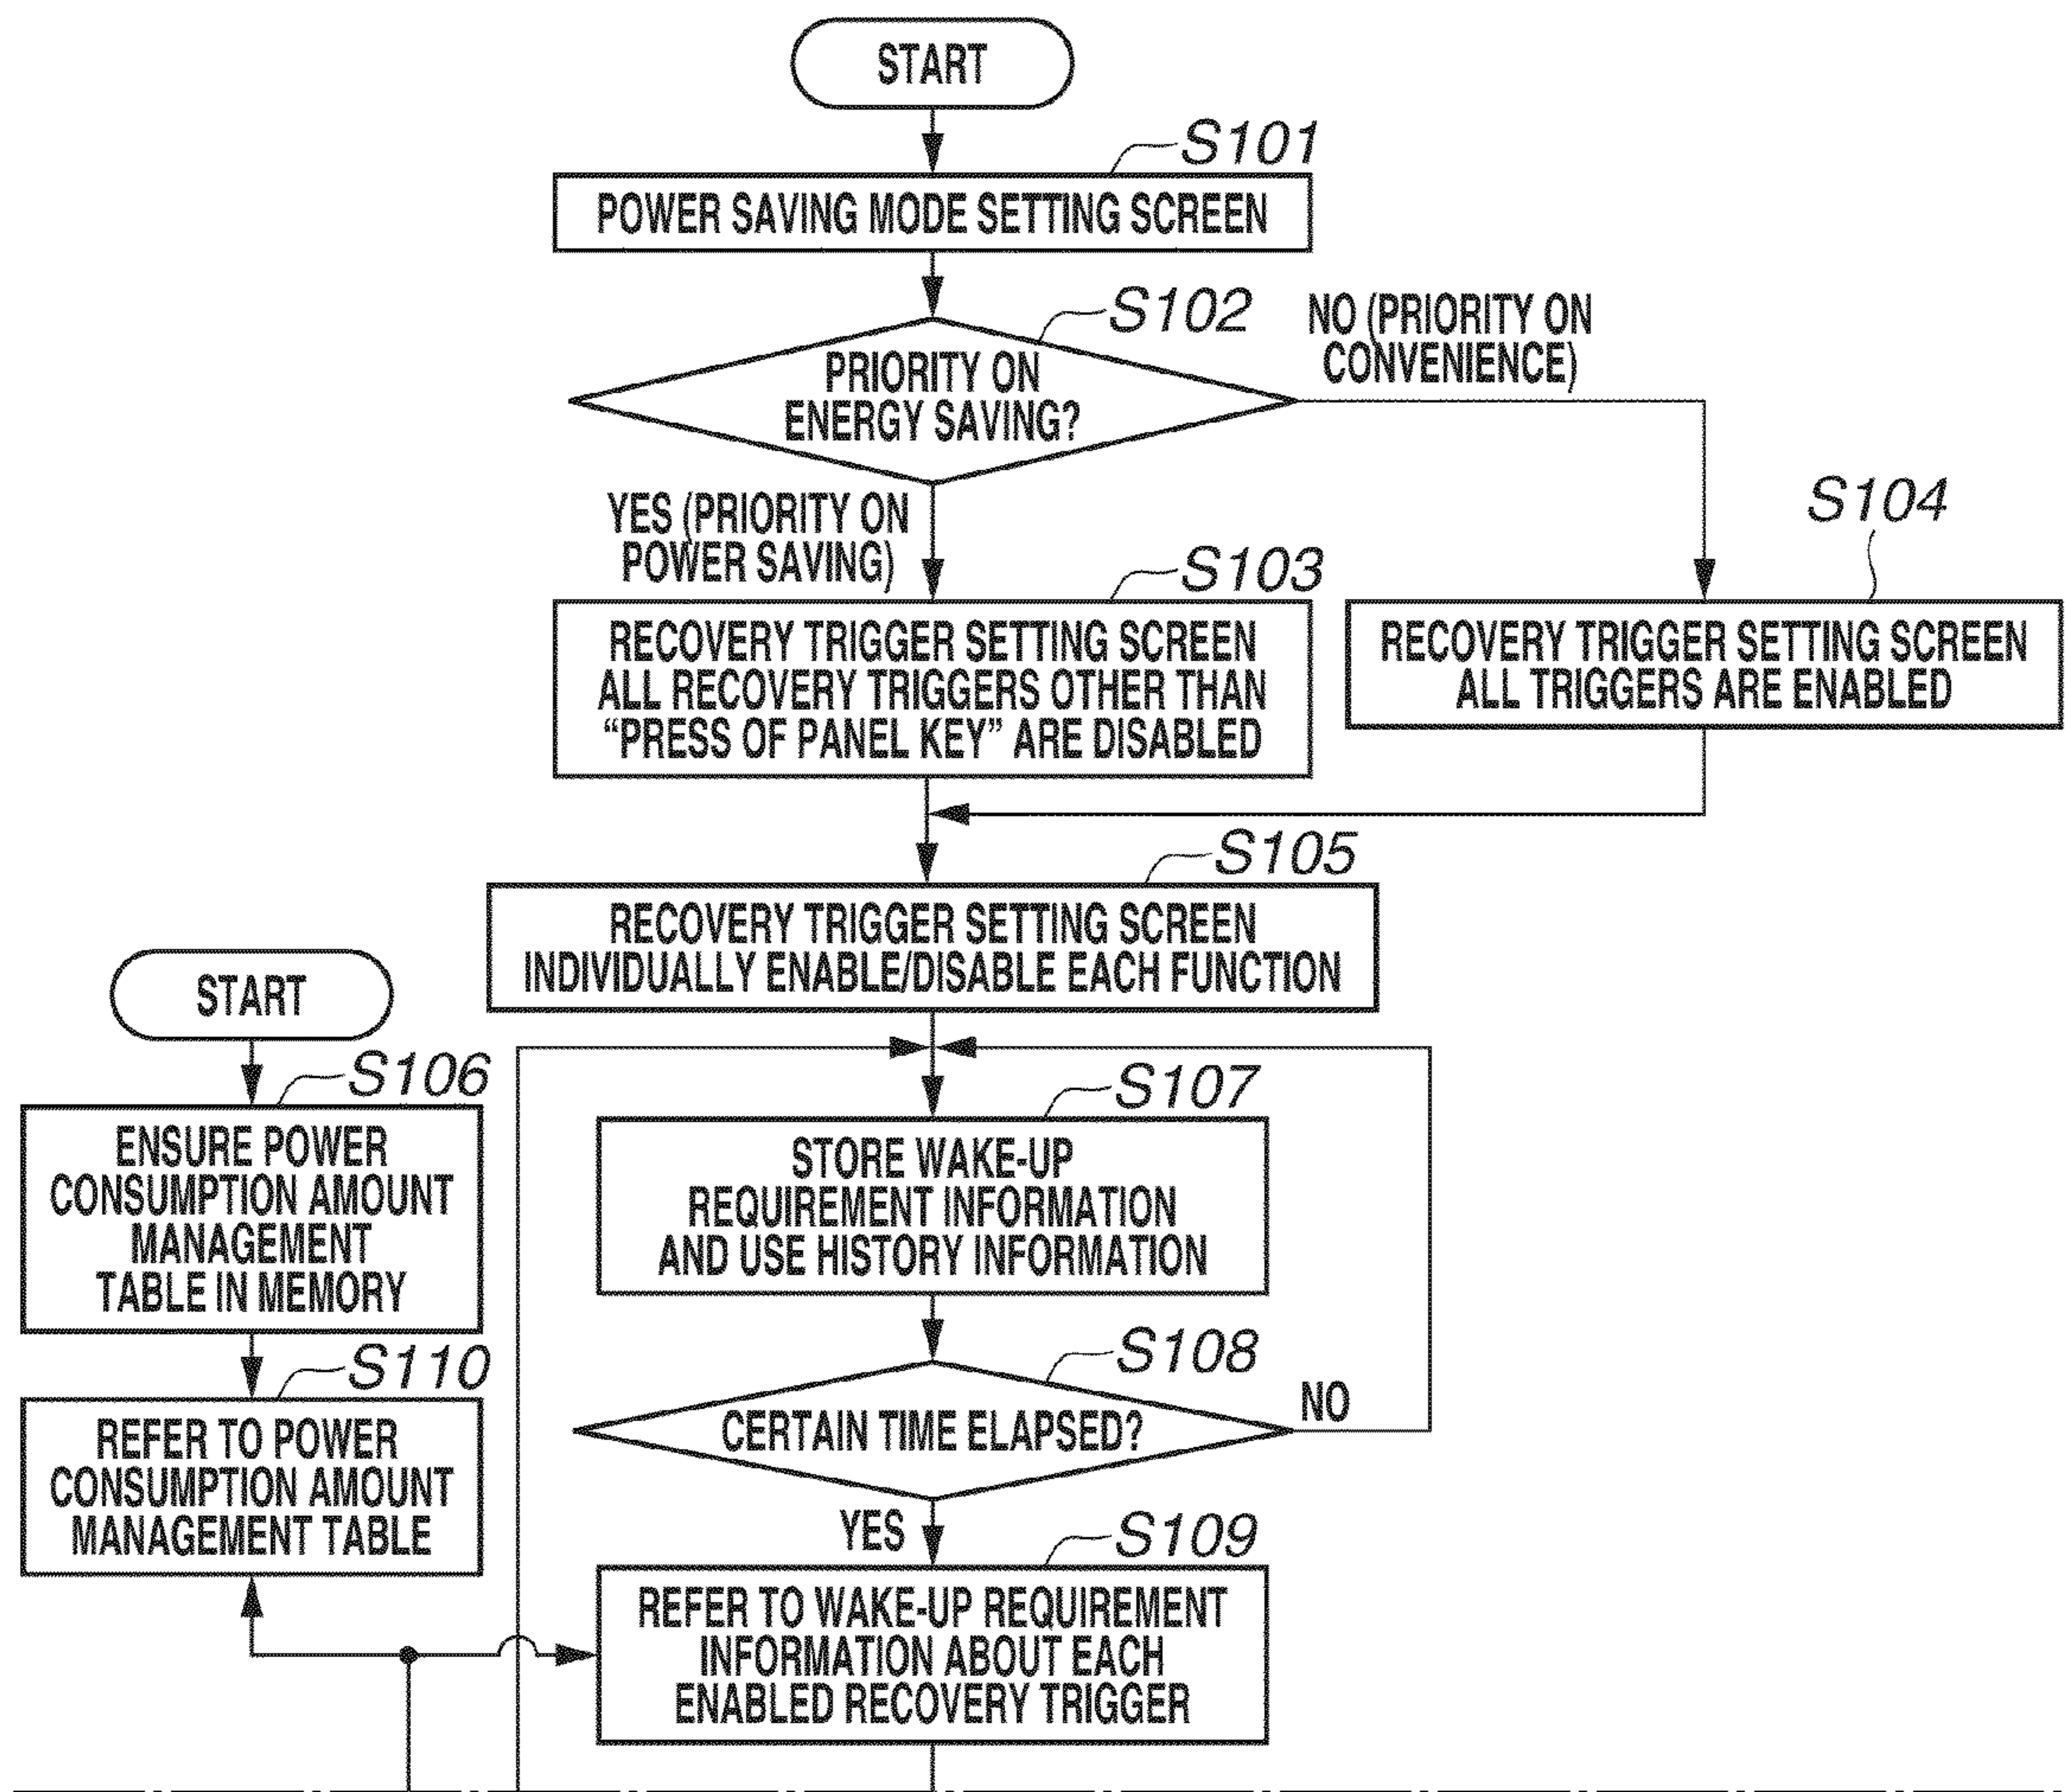 START
S101
POWER SAVING MODE SETTING SCREEN
S102
NO (PRIORITY ON
CONVENIENCE)
PRIORITY ON
ENERGY SAVING?
YES (PRIORITY ON
POWER SAVING)
S103
S104
RECOVERY TRIGGER SETTING SCREEN
ALL RECOVERY TRIGGERS OTHER THAN
“PRESS OF PANEL KEY” ARE DISABLED
RECOVERY TRIGGER SETTING SCREEN
ALL TRIGGERS ARE ENABLED
S105
RECOVERY TRIGGER SETTING SCREEN
INDIVIDUALLY ENABLE/DISABLE EACH FUNCTION
START
S106
ENSURE POWER
CONSUMPTION AMOUNT
MANAGEMENT
TABLE IN MEMORY
S107
STORE WAKE-UP
REQUIREMENT INFORMATION
AND USE HISTORY INFORMATION
S110
REFER TO POWER
CONSUMPTION AMOUNT
MANAGEMENT TABLE
S108
NO
CERTAIN TIME ELAPSED?
YES
S109
REFER TO WAKE-UP REQUIREMENT
INFORMATION ABOUT EACH
ENABLED RECOVERY TRIGGER